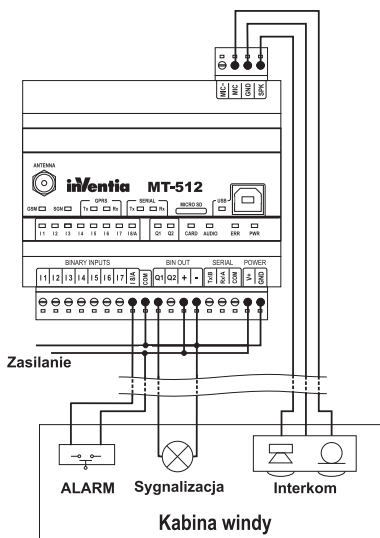 MIC-
MIC
GND
SPK
ANTENNA
inVentia MT-512
GPRS SERIAL MICRO SD USB
GSM SGN Tx Rx Tx Rx
I1 I2 I3 I4 I5 I6 I7 I8/A Q1 Q2 CARD AUDIO ERR PWR
BINARY INPUTS BIN OUT SERIAL POWER
I1 I2 I3 I4 I5 I6 I7 I8/A COM Q1 Q2 + - Tx/B Rx/A COM V+ GND
Zasilanie
ALARM Sygnalizacja Interkom
Kabina windy